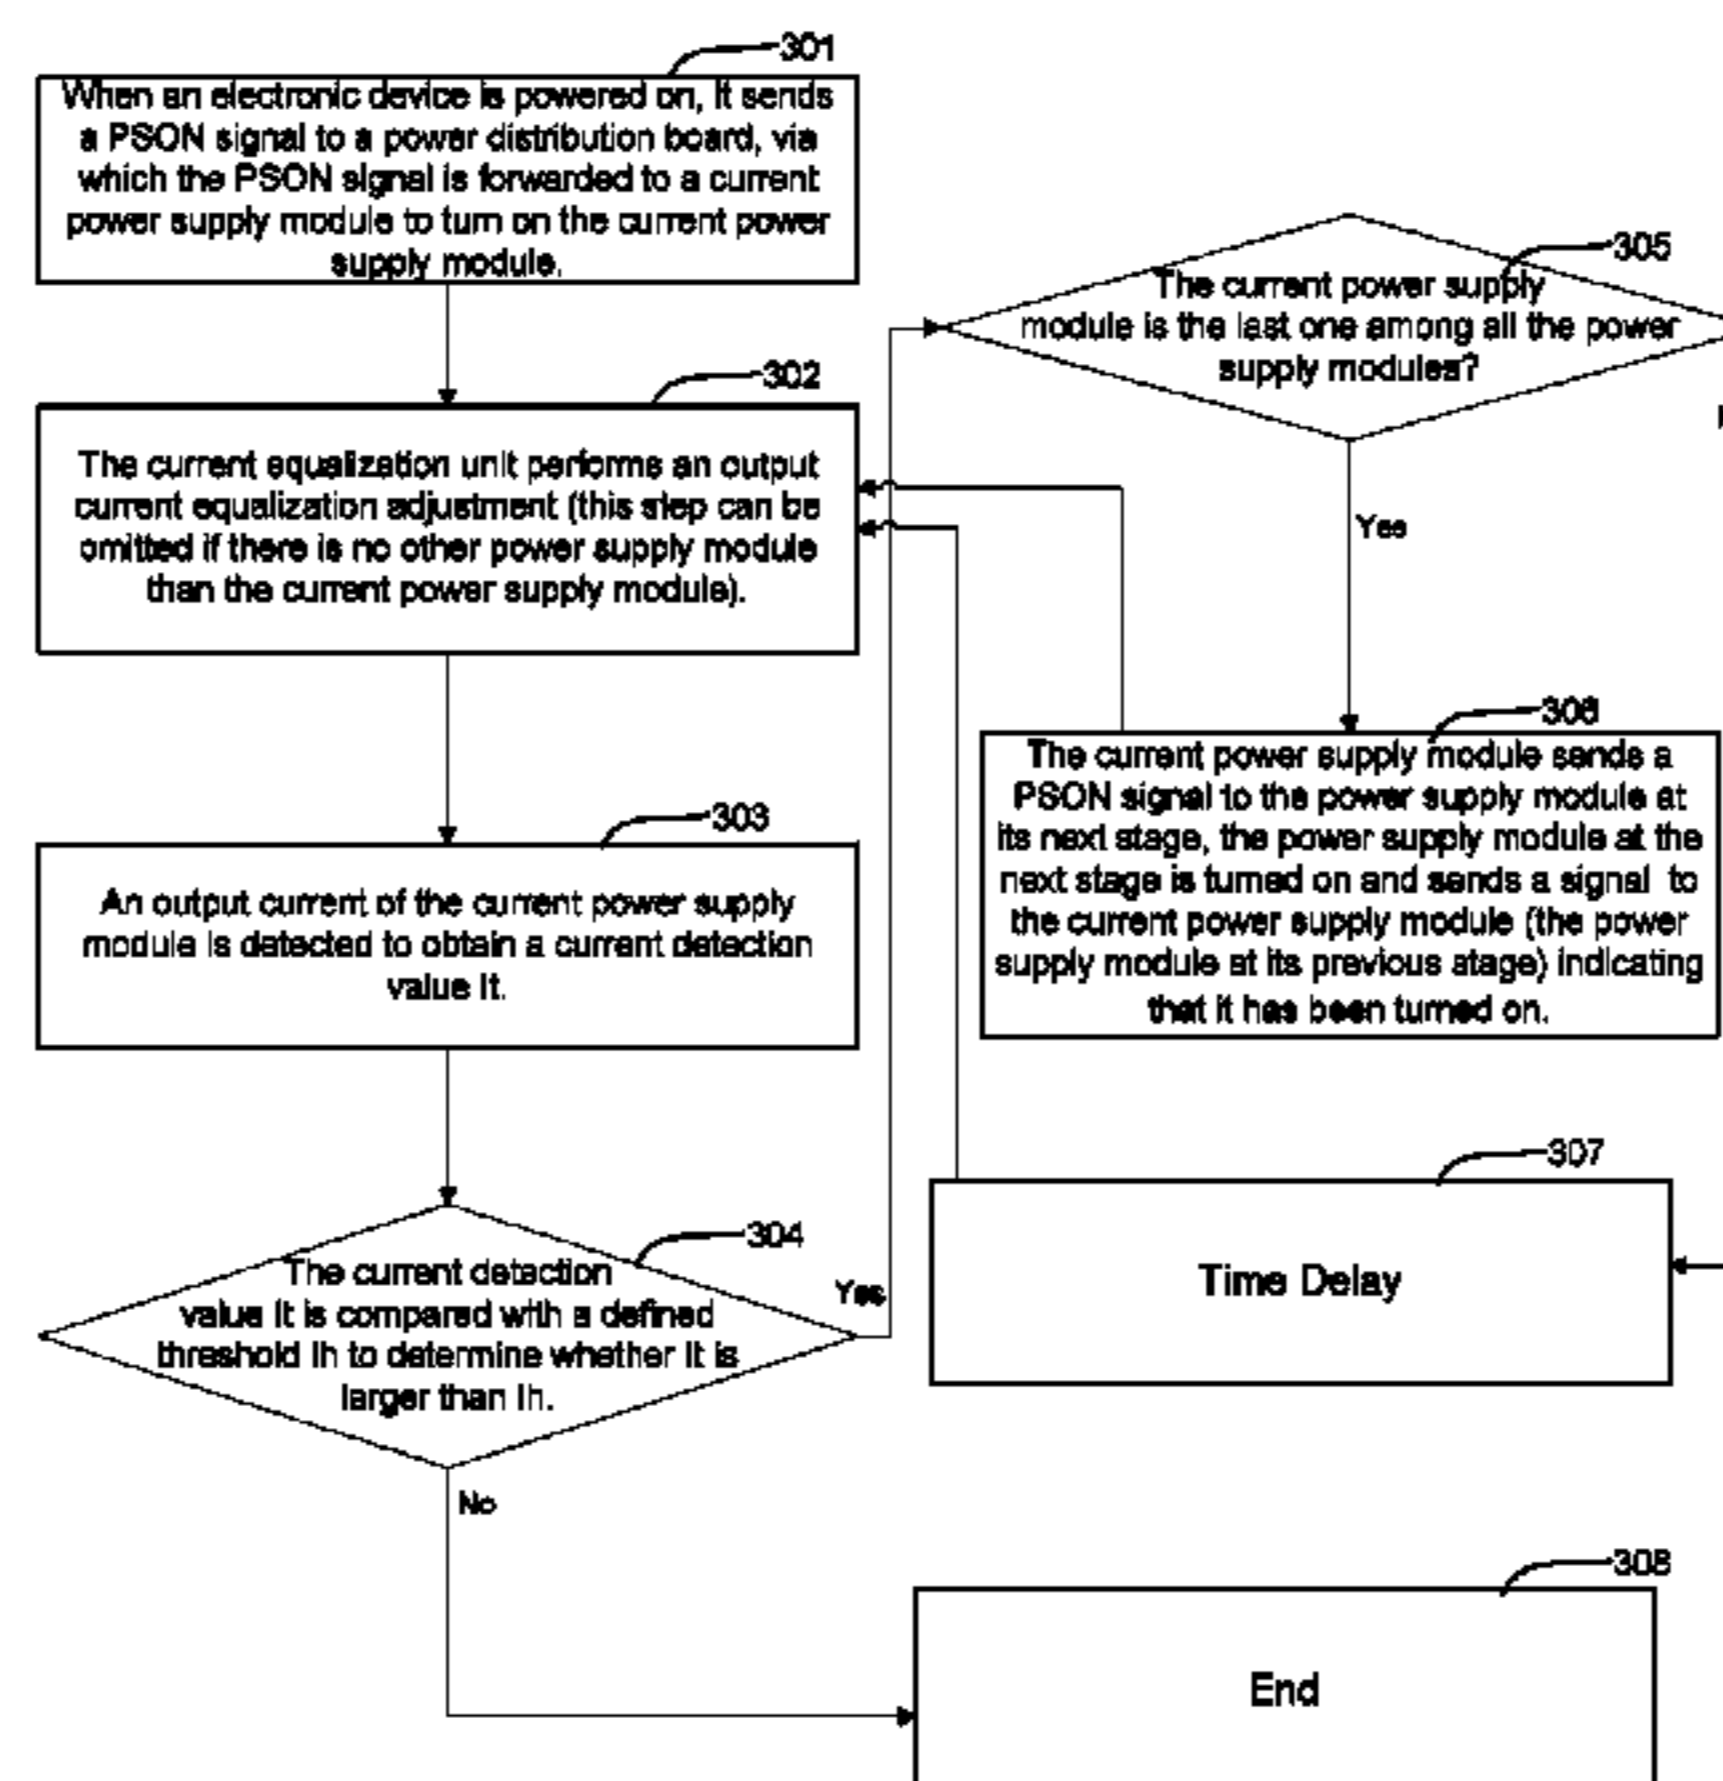 301
When an electronic device is powered on, it sends
a PSON signal to a power distribution board, via
which the PSON signal is forwarded to a current
power supply module to turn on the current power
supply module.
302
The current equalization unit performs an output
current equalization adjustment (this step can be
omitted if there is no other power supply module
than the current power supply module).
303
An output current of the current power supply
module is detected to obtain a current detection
value It.
304
The current detection
value It is compared with a defined
threshold Ih to determine whether It is
larger than Ih.
Yes
No
305
The current power supply
module is the last one among all the power
supply modules?
Yes
306
The current power supply module sends a
PSON signal to the power supply module at
its next stage, the power supply module at the
next stage is turned on and sends a signal to
the current power supply module (the power
supply module at its previous stage) indicating
that it has been turned on.
307
Time Delay
308
End